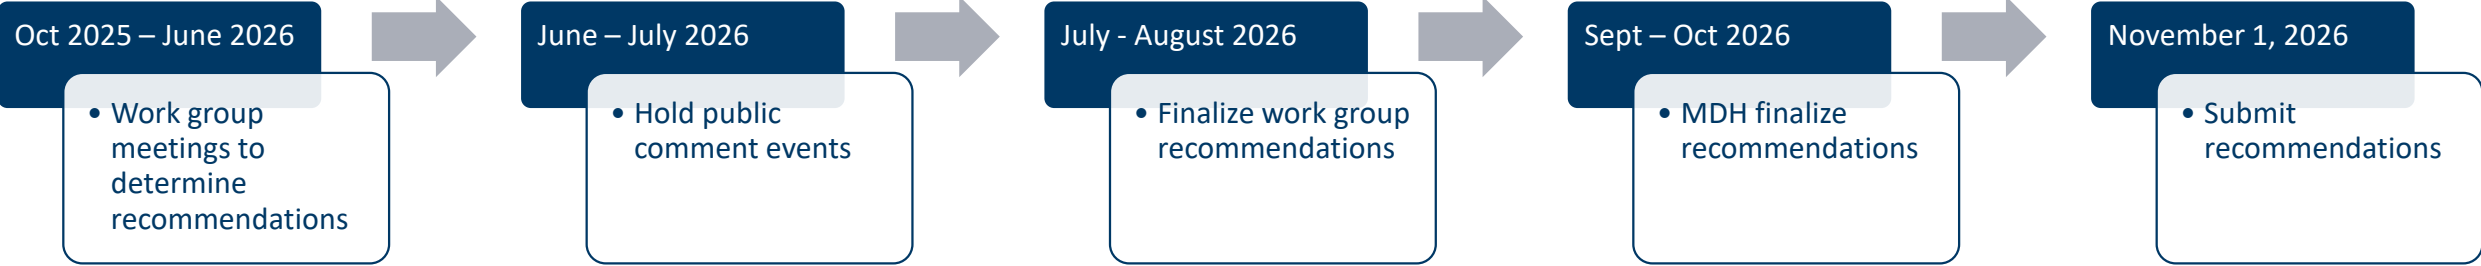 Oct 2025 – June 2026
• Work group
meetings to
determine
recommendations
June – July 2026
• Hold public
comment events
July - August 2026
• Finalize work group
recommendations
Sept – Oct 2026
• MDH finalize
recommendations
November 1, 2026
• Submit
recommendations